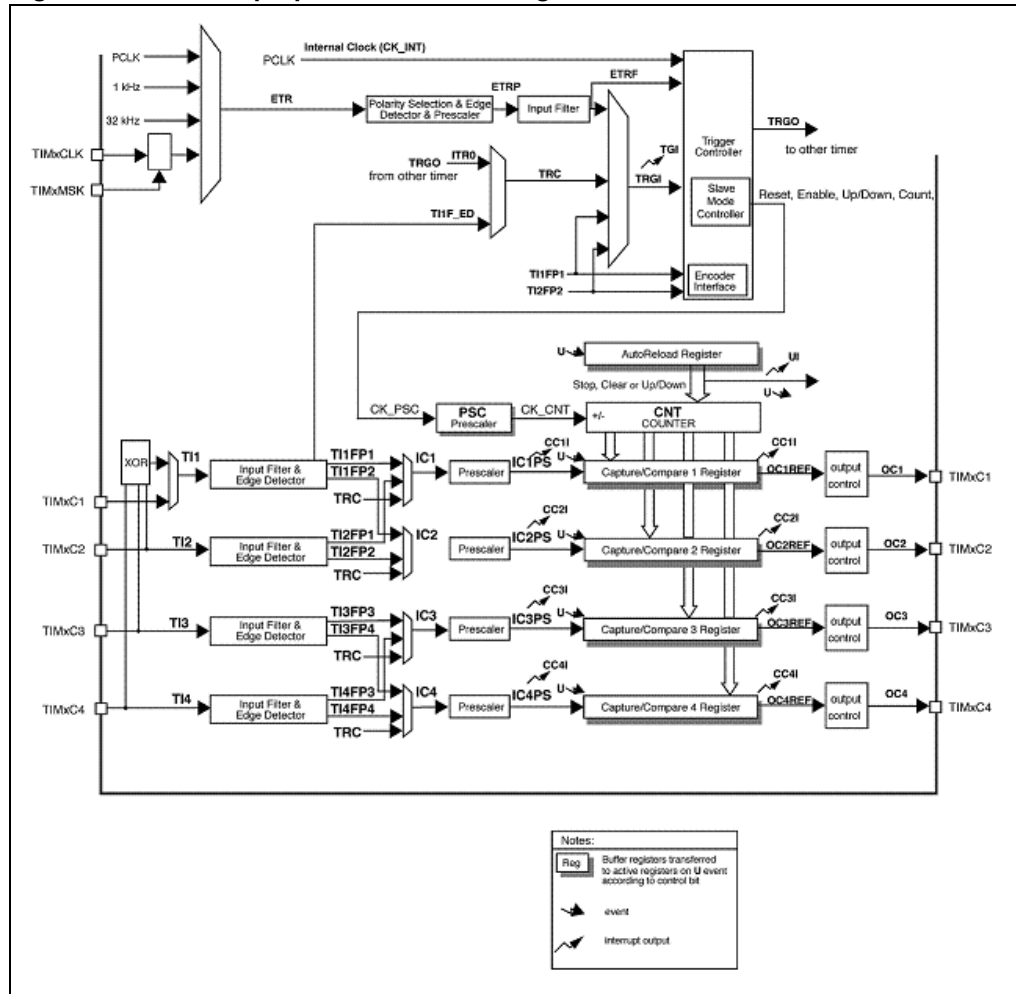 Internal Clock (CK_INT)
PCLK
PCLK
ETRF
1 kHz
ETR
ETRP
Polarity Selection & Edge
Detector & Prescaler
Input Filter
32 kHz
TRGO
to other timer
TIMxCLK
TIMxMSK
ITR0
TRGO
from other timer
TRC
TGI
TRGI
Trigger
Controller
TI1F_ED
Slave
Mode
Controller
Reset, Enable, Up/Down, Count,
TI1FP1
TI2FP2
Encoder
Interface
U
AutoReload Register
UI
Stop, Clear or Up/Down
U
CK_PSC
PSC
Prescaler
CK_CNT
+/-
CNT
COUNTER
XOR
TI1
Input Filter &
Edge Detector
TI1FP1
TI1FP2
TRC
IC1
Prescaler
CC1I
IC1PS
U
Capture/Compare 1 Register
CC1I
OC1REF
output
control
OC1
TIMxC1
TIMxC1
TIMxC2
TI2
Input Filter &
Edge Detector
TI2FP1
TI2FP2
TRC
IC2
Prescaler
CC2I
IC2PS
U
Capture/Compare 2 Register
CC2I
OC2REF
output
control
OC2
TIMxC2
TIMxC3
TI3
Input Filter &
Edge Detector
TI3FP3
TI3FP4
TRC
IC3
Prescaler
CC3I
IC3PS
U
Capture/Compare 3 Register
CC3I
OC3REF
output
control
OC3
TIMxC3
TIMxC4
TI4
Input Filter &
Edge Detector
TI4FP3
TI4FP4
TRC
IC4
Prescaler
CC4I
IC4PS
U
Capture/Compare 4 Register
CC4I
OC4REF
output
control
OC4
TIMxC4
Notes:
Reg
Buffer registers transferred
to active registers on U event
according to control bit
event
interrupt output